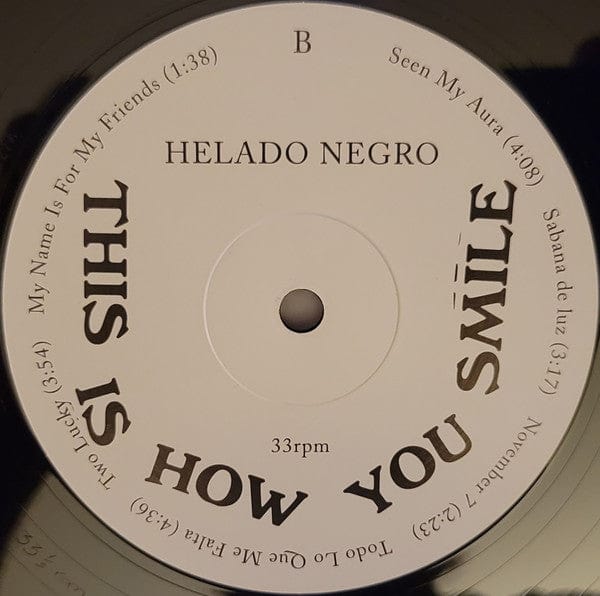 B
HELADO NEGRO
THIS IS HOW YOU SMILE
33rpm
Seen My Aura (4:08)
Sabana de luz (3:17)
November 7 (2:23)
Todo Lo Que Me Falta (4:36)
Two Lucky (3:54)
My Name Is For My Friends (1:38)